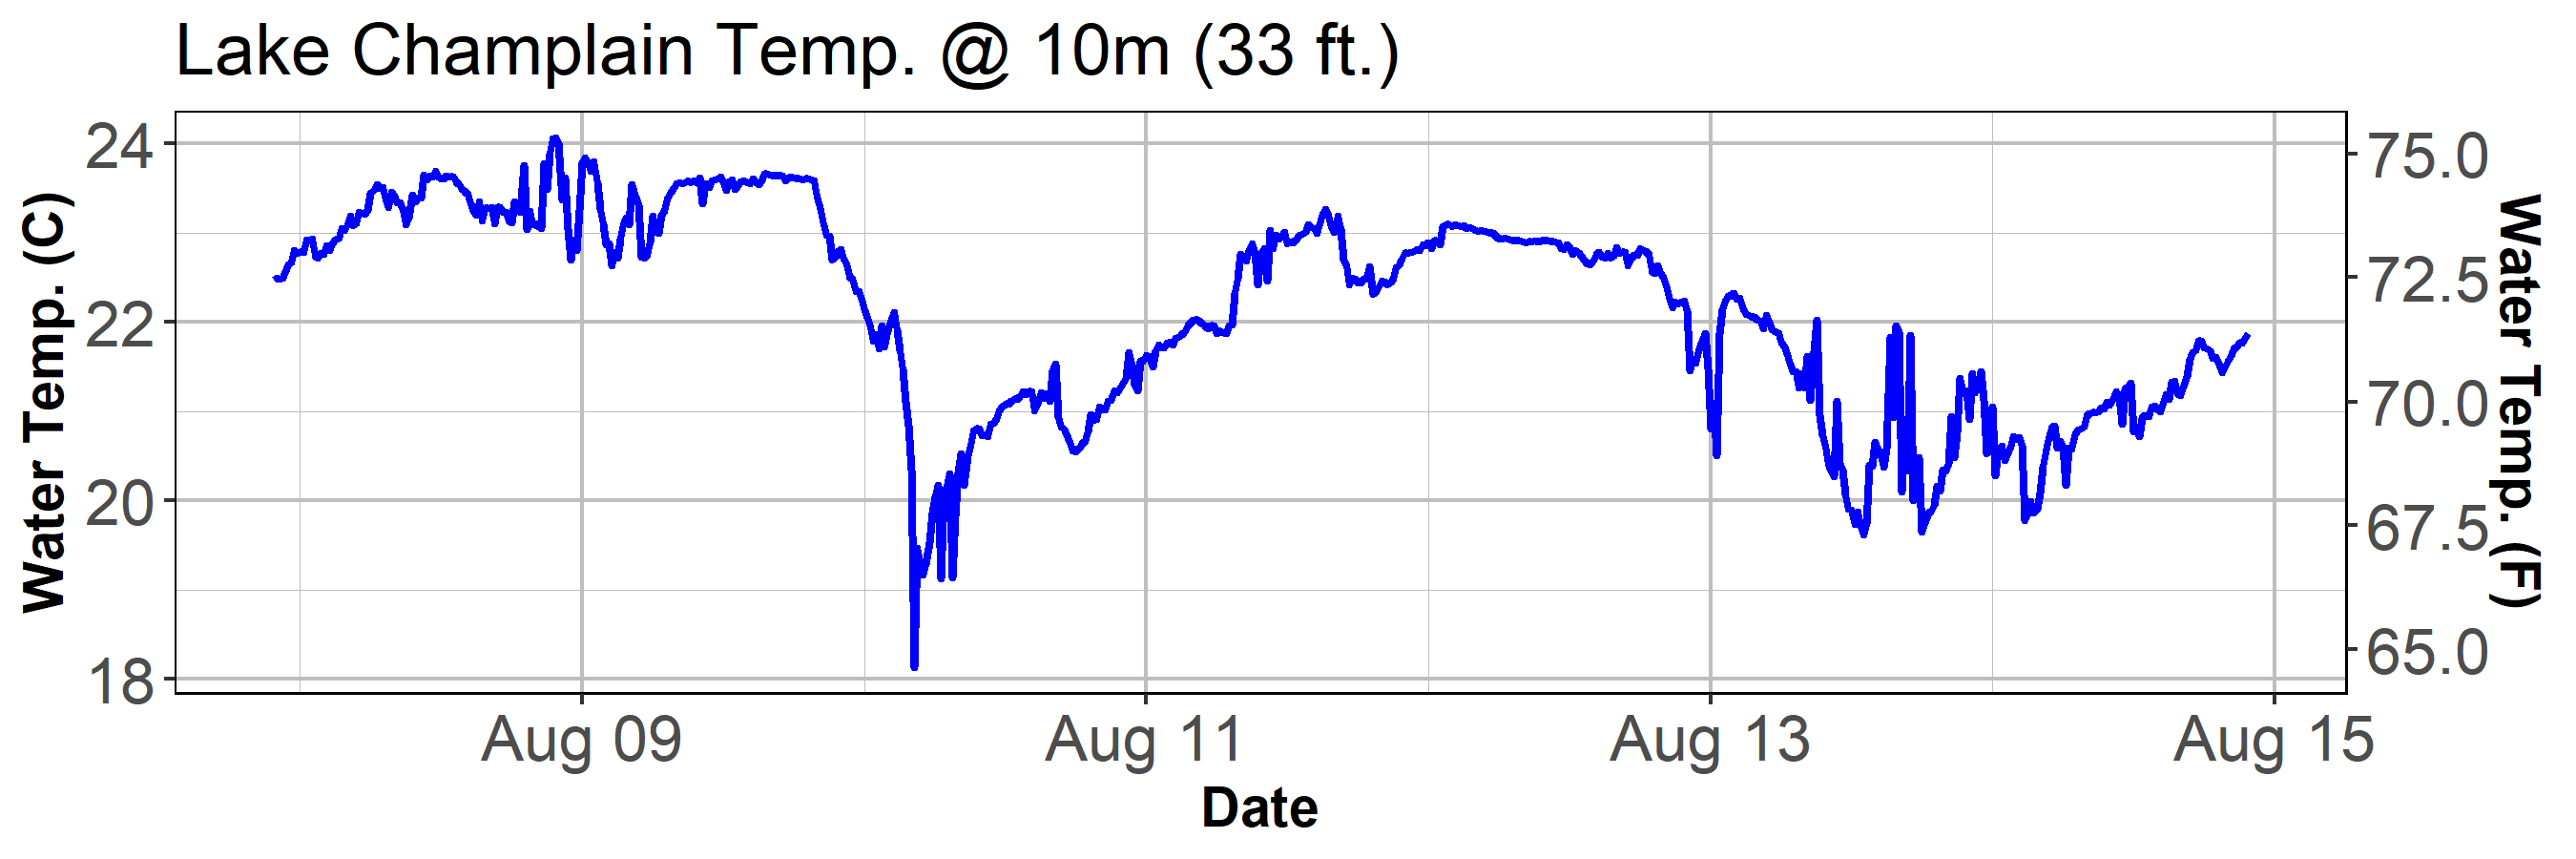 Lake Champlain Temp. @ 10m (33 ft.)
Water Temp. (C)
24
22
20
18
75.0
72.5
70.0
67.5
65.0
Water Temp. (F)
Aug 09
Aug 11
Aug 13
Aug 15
Date